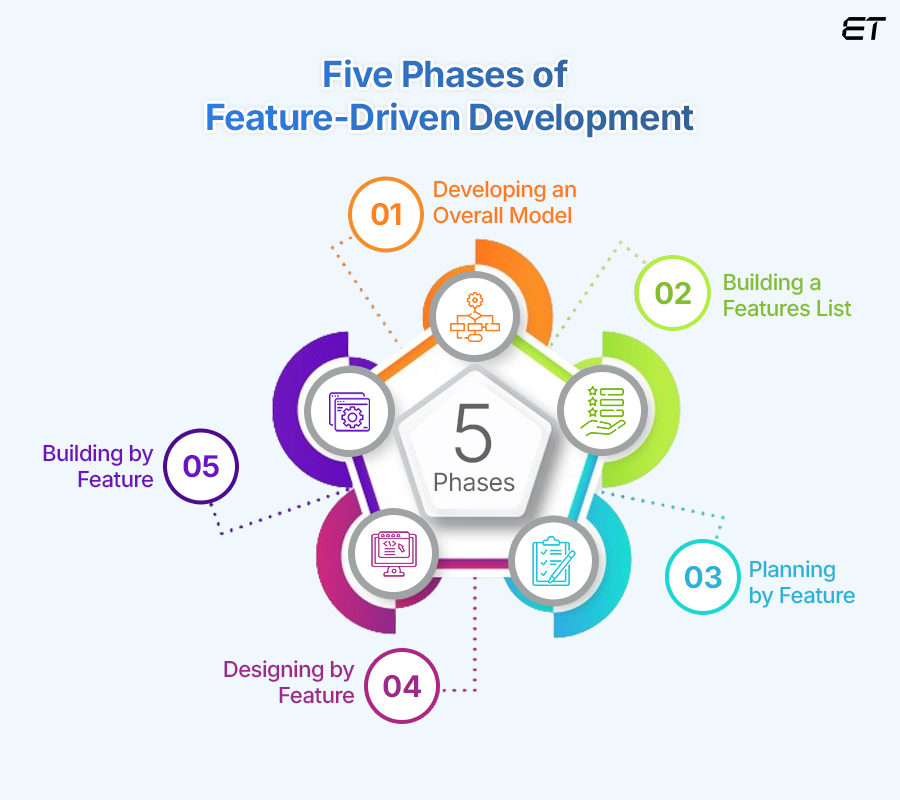 ET
Five Phases of
Feature-Driven Development
01
Developing an
Overall Model
02
Building a
Features List
03
Planning
by Feature
04
Designing by
Feature
05
Building by
Feature
5
Phases